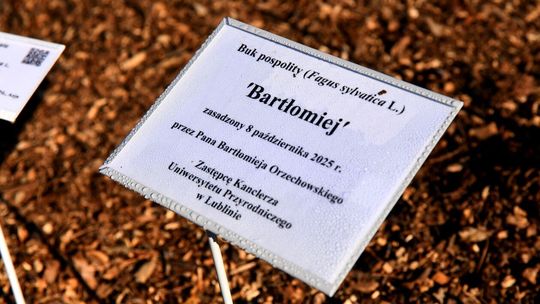 Buk pospolity (Fagus sylvatica L.)
'Bartłomiej'
zasadzony 8 października 2025 r.
przez Pana Bartłomieja Orzechowskiego
Zastępcę Kanclerza
Uniwersytetu Przyrodniczego
w Lublinie